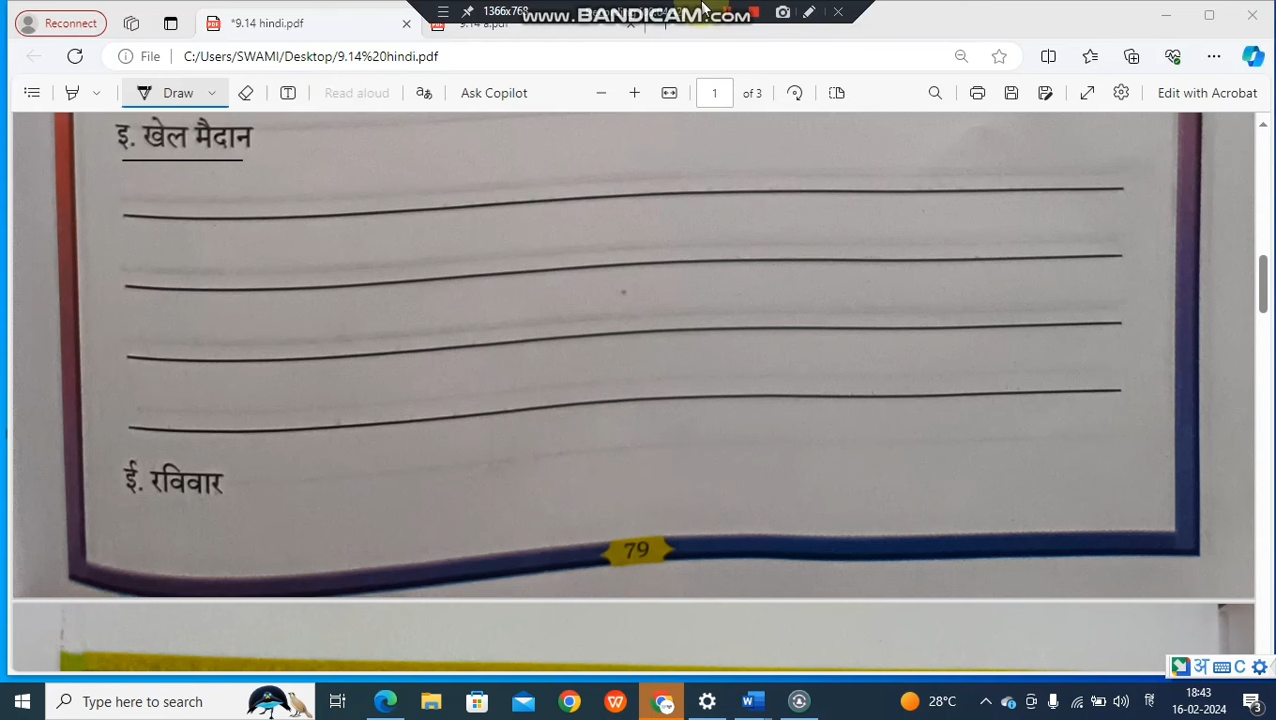 1366x768
www.BANDICAM.com
Reconnect
*9.14 hindi.pdf
File
C:/Users/SWAMI/Desktop/9.14%20hindi.pdf
Draw
Read aloud
Ask Copilot
1 of 3
Edit with Acrobat
इ. खेल मैदान
ई. रविवार
79
अ
C
Type here to search
28°C
हि
18:43
16-02-2024
3